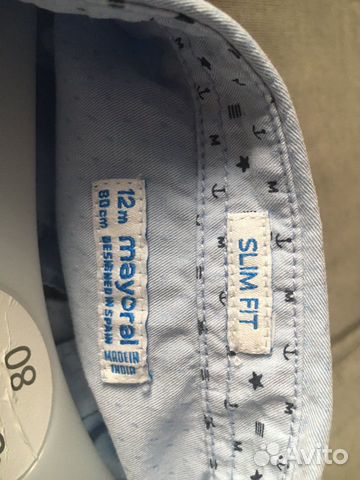 12m mayoral
80cm DESIGNED IN SPAIN
MADE IN
INDIA
SLIM FIT
80
Avito